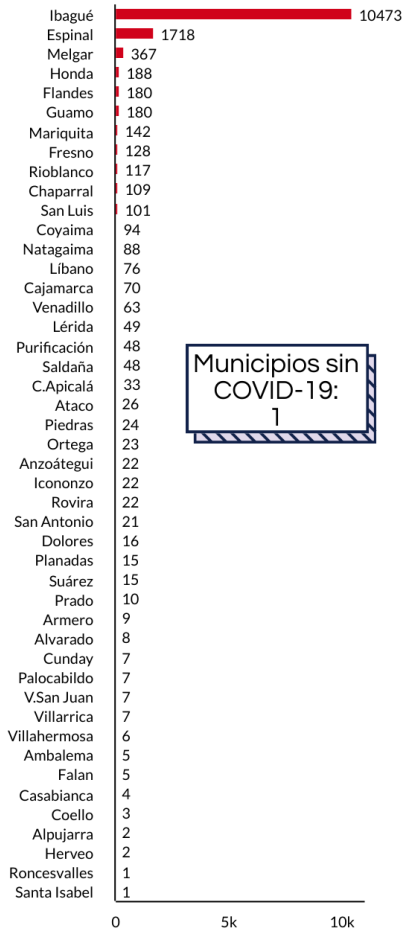 Ibagué 10473
Espinal 1718
Melgar 367
Honda 188
Flandes 180
Guamo 180
Mariquita 142
Fresno 128
Rioblanco 117
Chaparral 109
San Luis 101
Coyaima 94
Natagaima 88
Líbano 76
Cajamarca 70
Venadillo 63
Lérida 49
Purificación 48
Saldaña 48
C.Apicalá 33
Ataco 26
Piedras 24
Ortega 23
Anzoátegui 22
Icononzo 22
Rovira 22
San Antonio 21
Dolores 16
Planadas 15
Suárez 15
Prado 10
Armero 9
Alvarado 8
Cunday 7
Palocabildo 7
V.San Juan 7
Villarrica 7
Villahermosa 6
Ambalema 5
Falan 5
Casabianca 4
Coello 3
Alpujarra 2
Herveo 2
Roncesvalles 1
Santa Isabel 1
0 5k 10k
Municipios sin
COVID-19:
1